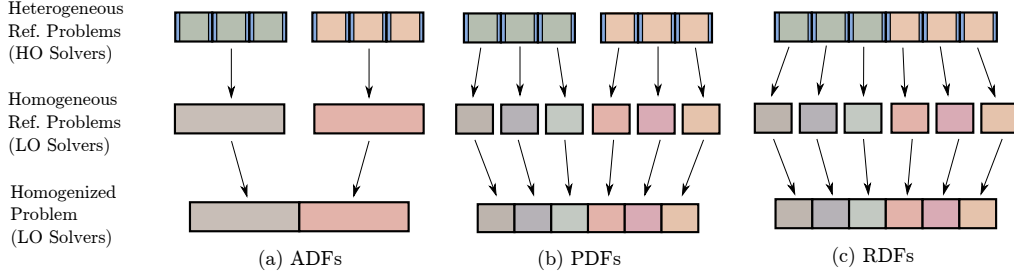 Heterogeneous
Ref. Problems
(HO Solvers)
Homogeneous
Ref. Problems
(LO Solvers)
Homogenized
Problem
(LO Solvers)
(a) ADFs
(b) PDFs
(c) RDFs